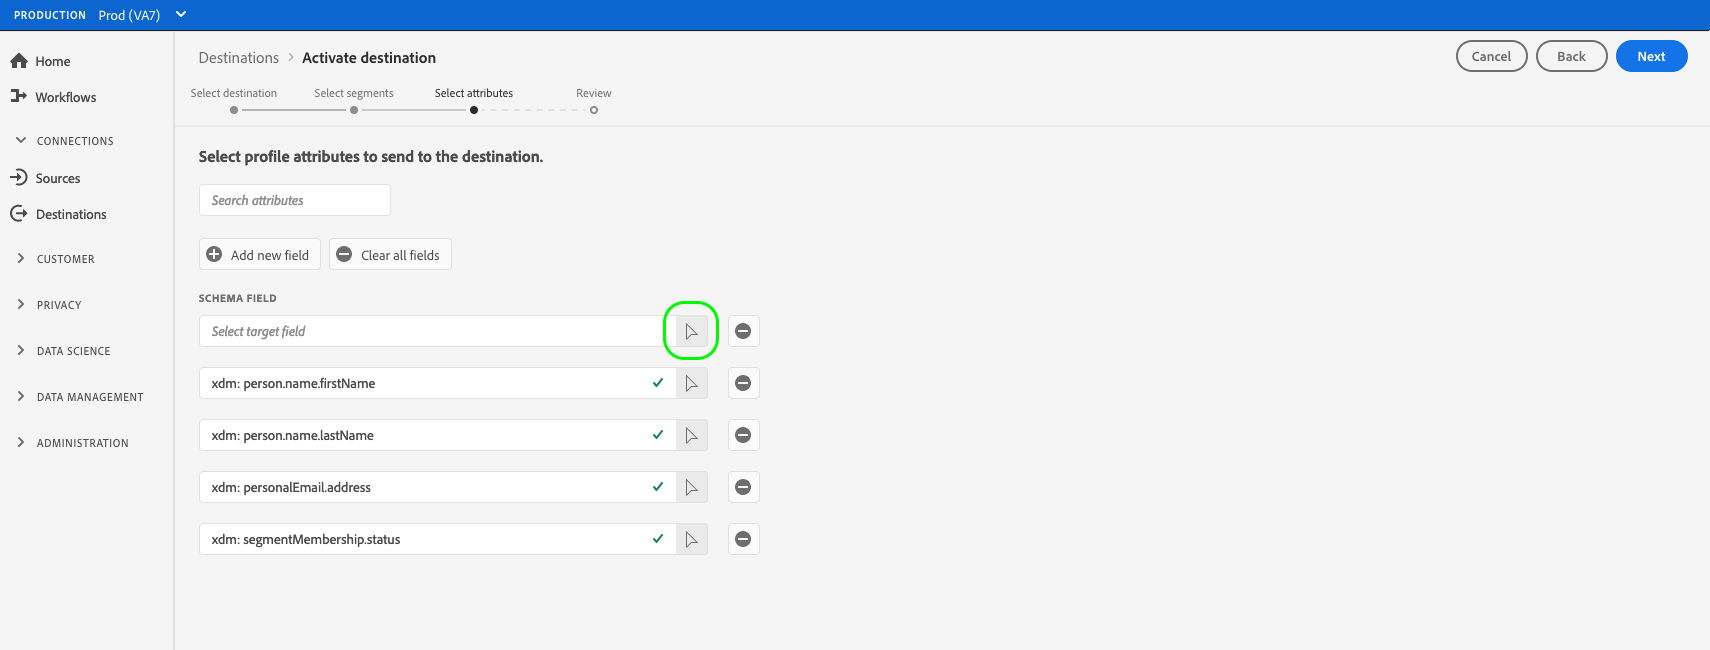 PRODUCTION Prod (VA7)
Home
Workflows
CONNECTIONS
Sources
Destinations
CUSTOMER
PRIVACY
DATA SCIENCE
DATA MANAGEMENT
ADMINISTRATION
Destinations > Activate destination
Cancel Back Next
Select destination Select segments Select attributes Review
Select profile attributes to send to the destination.
Search attributes
Add new field Clear all fields
SCHEMA FIELD
Select target field
xdm: person.name.firstName
xdm: person.name.lastName
xdm: personalEmail.address
xdm: segmentMembership.status